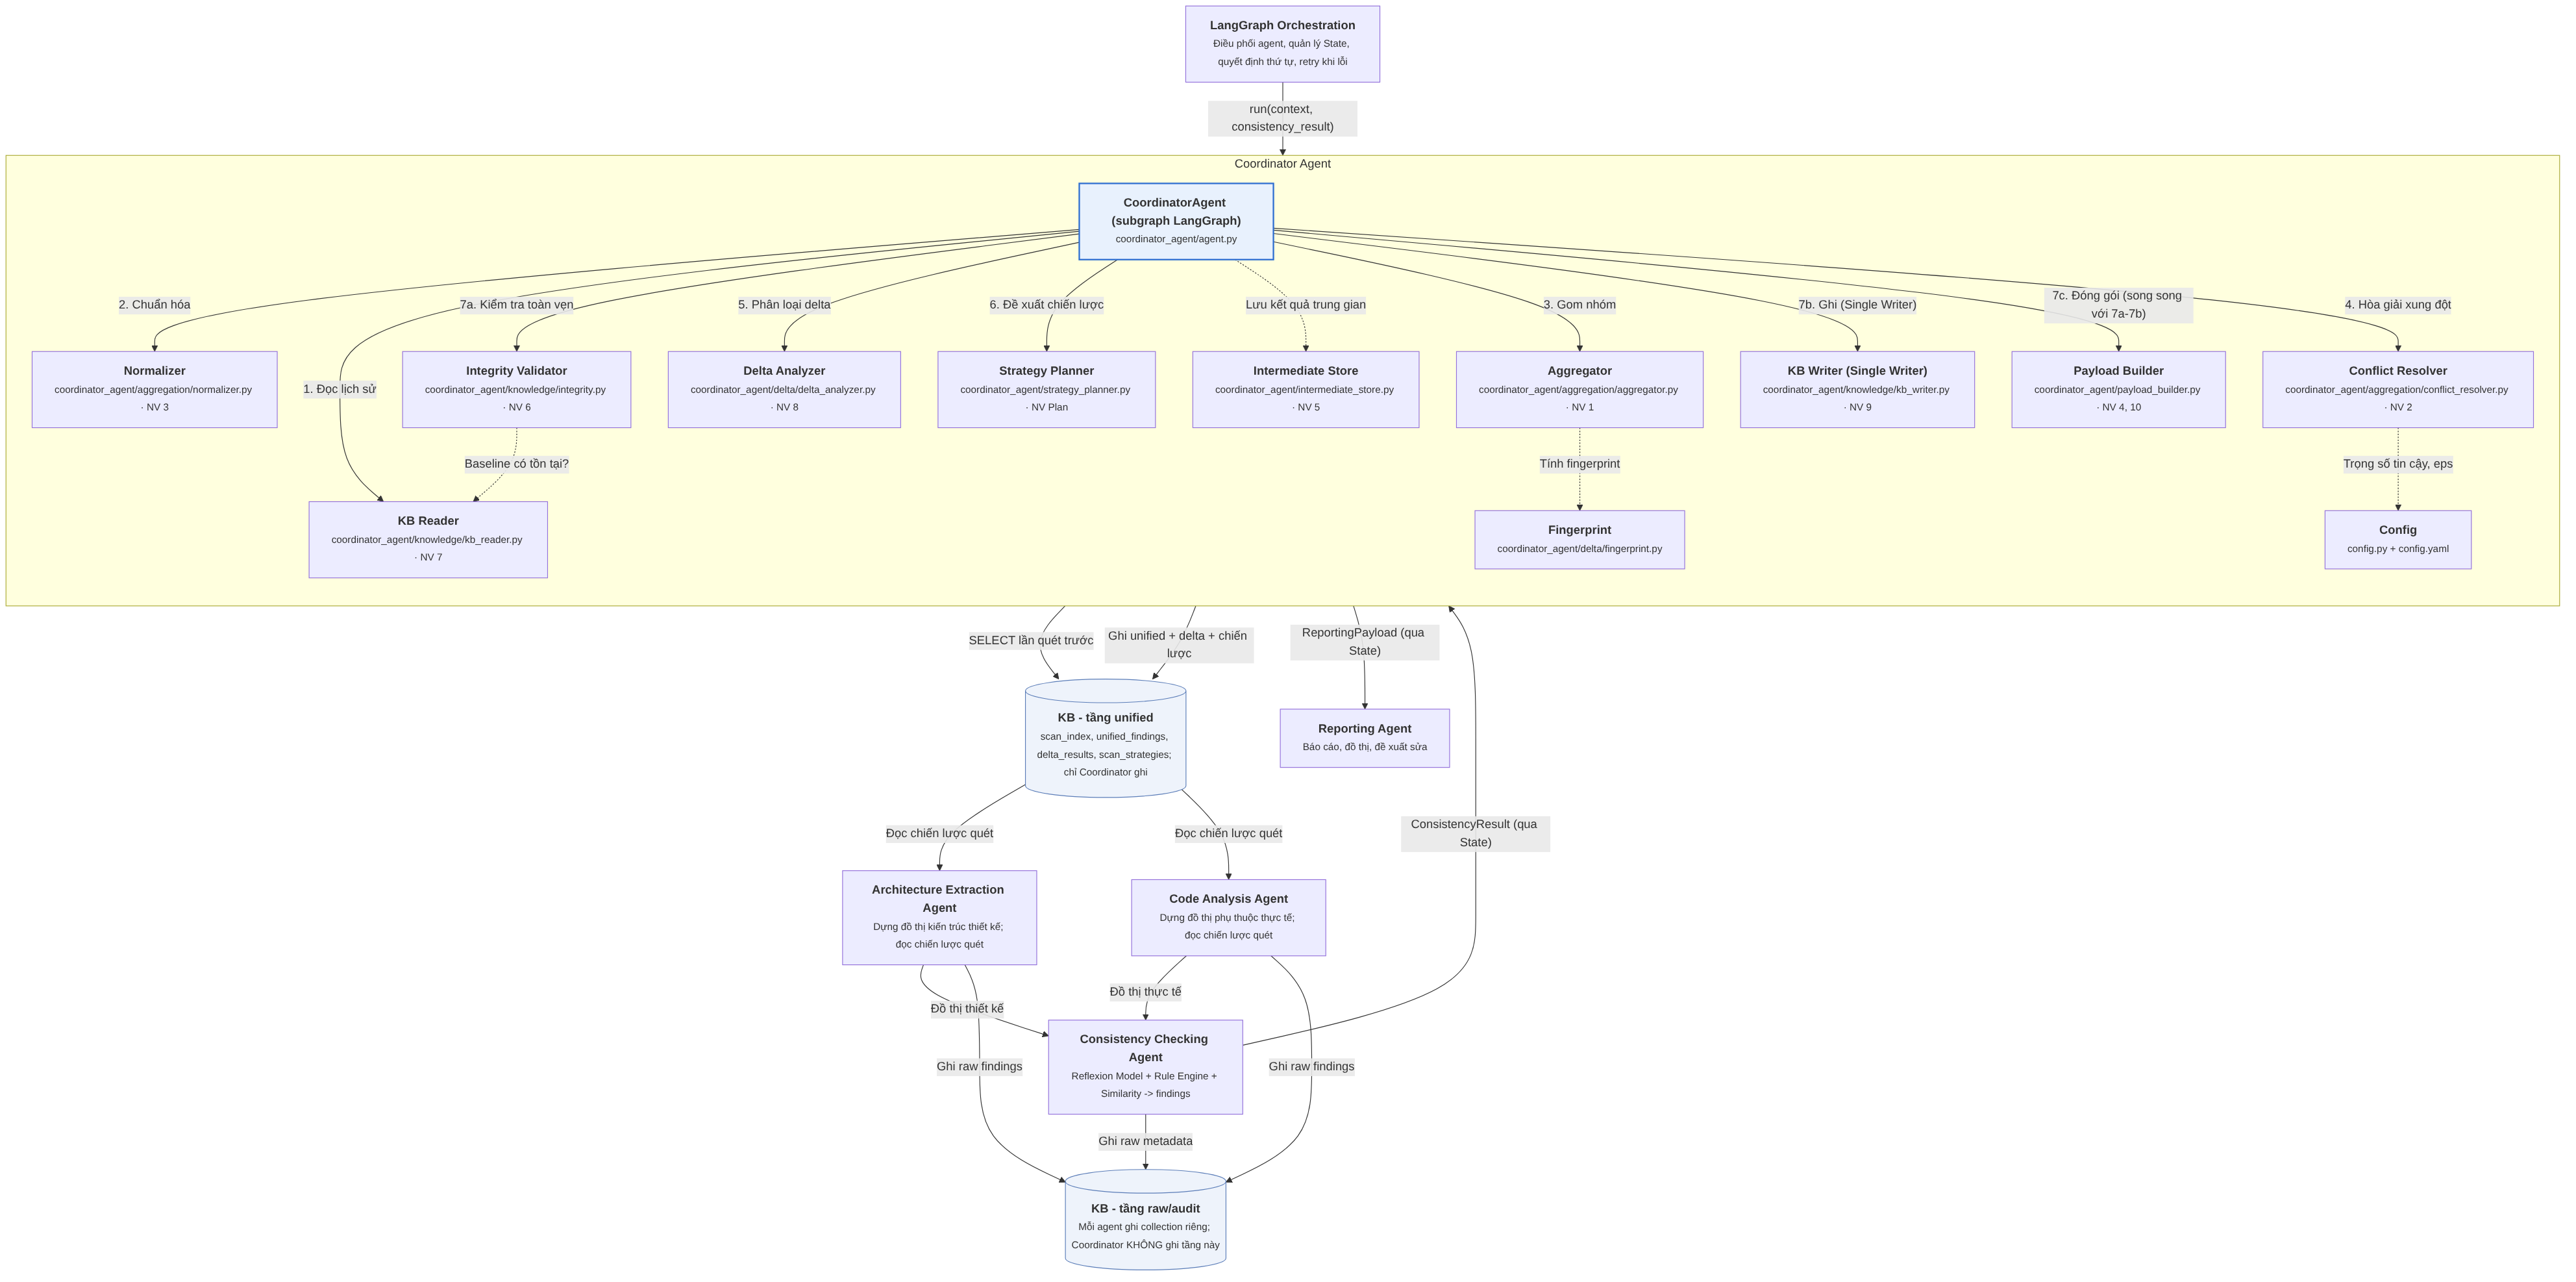 LangGraph Orchestration
Điều phối agent, quản lý State,
quyết định thứ tự, retry khi lỗi
run(context,
consistency_result)
Coordinator Agent
CoordinatorAgent
(subgraph LangGraph)
coordinator_agent/agent.py
2. Chuẩn hóa
7a. Kiểm tra toàn vẹn
5. Phân loại delta
6. Đề xuất chiến lược
Lưu kết quả trung gian
3. Gom nhóm
7b. Ghi (Single Writer)
7c. Đóng gói (song song
với 7a-7b)
4. Hòa giải xung đột
Normalizer
coordinator_agent/aggregation/normalizer.py
· NV 3
1. Đọc lịch sử
Integrity Validator
coordinator_agent/knowledge/integrity.py
· NV 6
Delta Analyzer
coordinator_agent/delta/delta_analyzer.py
· NV 8
Strategy Planner
coordinator_agent/strategy_planner.py
· NV Plan
Intermediate Store
coordinator_agent/intermediate_store.py
· NV 5
Aggregator
coordinator_agent/aggregation/aggregator.py
· NV 1
KB Writer (Single Writer)
coordinator_agent/knowledge/kb_writer.py
· NV 9
Payload Builder
coordinator_agent/payload_builder.py
· NV 4, 10
Conflict Resolver
coordinator_agent/aggregation/conflict_resolver.py
· NV 2
Baseline có tồn tại?
Tính fingerprint
Trọng số tin cậy, eps
KB Reader
coordinator_agent/knowledge/kb_reader.py
· NV 7
Fingerprint
coordinator_agent/delta/fingerprint.py
Config
config.py + config.yaml
SELECT lần quét trước
Ghi unified + delta + chiến
lược
ReportingPayload (qua
State)
KB - tầng unified
scan_index, unified_findings,
delta_results, scan_strategies;
chỉ Coordinator ghi
Reporting Agent
Báo cáo, đồ thị, đề xuất sửa
Đọc chiến lược quét
Đọc chiến lược quét
ConsistencyResult (qua
State)
Architecture Extraction
Agent
Dựng đồ thị kiến trúc thiết kế;
đọc chiến lược quét
Code Analysis Agent
Dựng đồ thị phụ thuộc thực tế;
đọc chiến lược quét
Đồ thị thiết kế
Đồ thị thực tế
Ghi raw findings
Consistency Checking
Agent
Reflexion Model + Rule Engine +
Similarity -> findings
Ghi raw findings
Ghi raw metadata
KB - tầng raw/audit
Mỗi agent ghi collection riêng;
Coordinator KHÔNG ghi tầng này